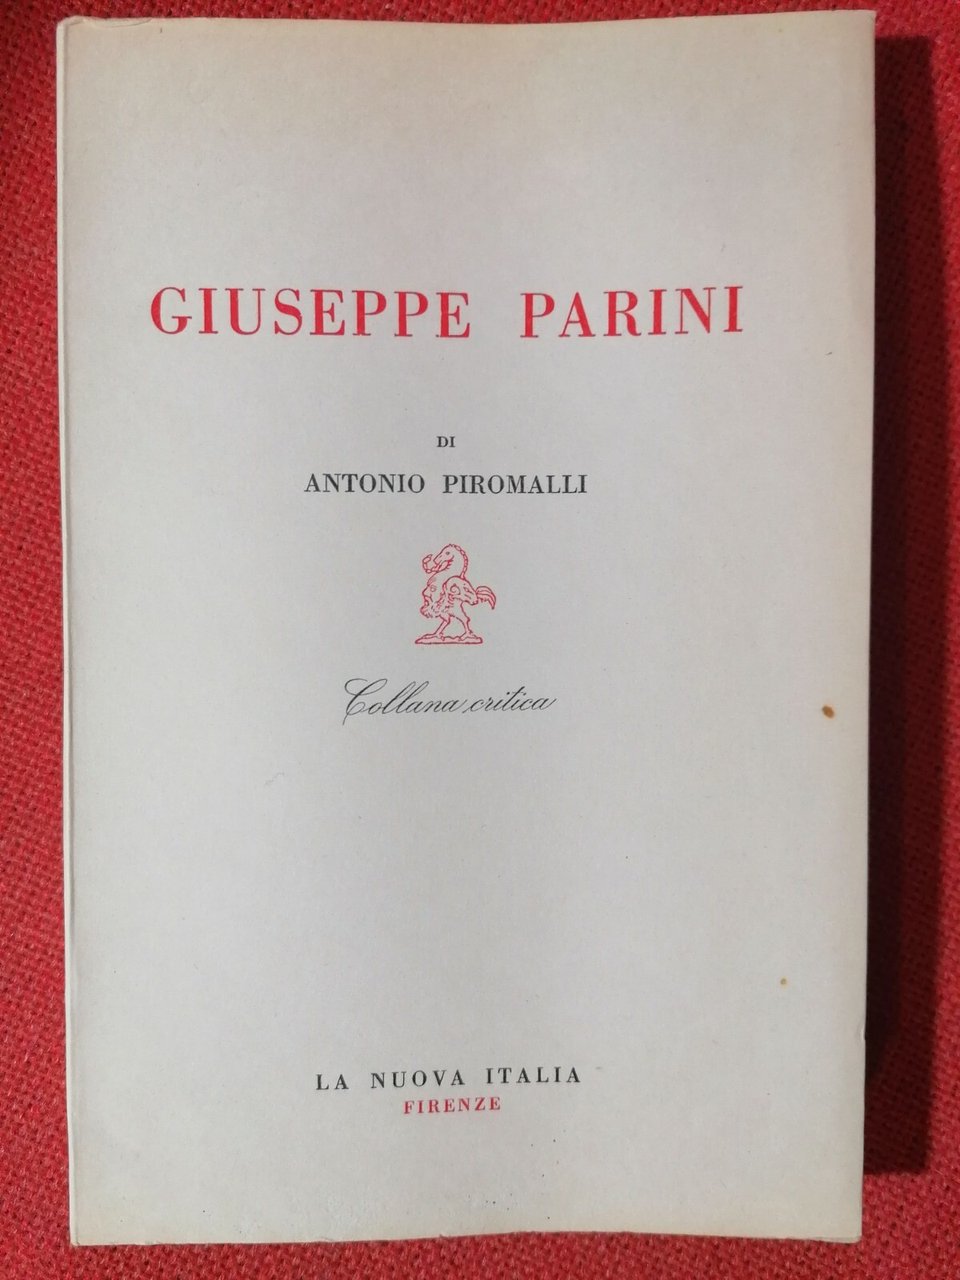 GIUSEPPE PARINI
DI
ANTONIO PIROMALLI
Collana critica
LA NUOVA ITALIA
FIRENZE